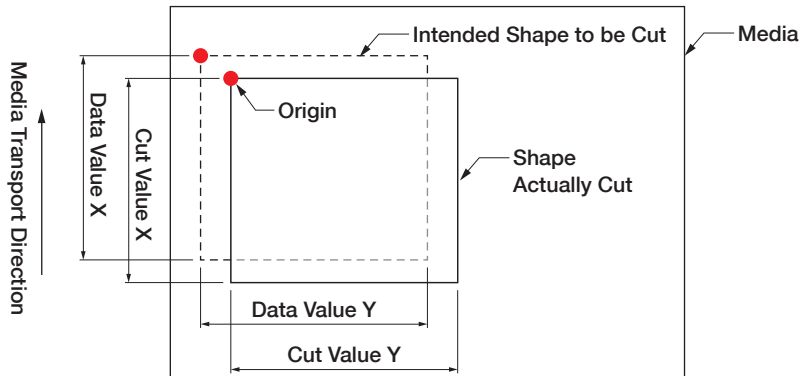 Intended Shape to be Cut
Media
Origin
Shape
Actually Cut
Media Transport Direction
Data Value X
Cut Value X
Data Value Y
Cut Value Y